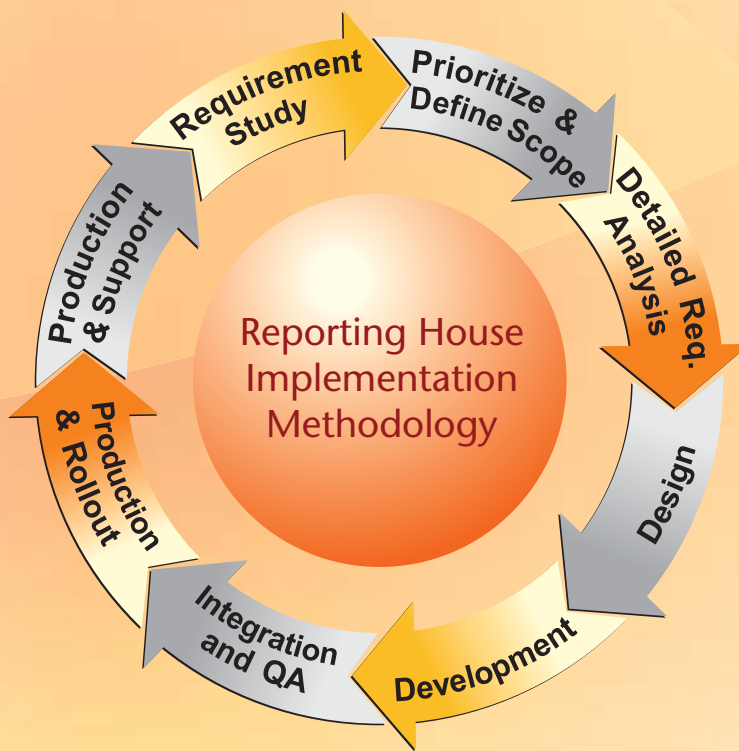 Requirement
Study
Prioritize &
Define Scope
Detailed Req.
Analysis
Design
Development
Integration
and QA
Production
& Rollout
Production
& Support
Reporting House
Implementation
Methodology